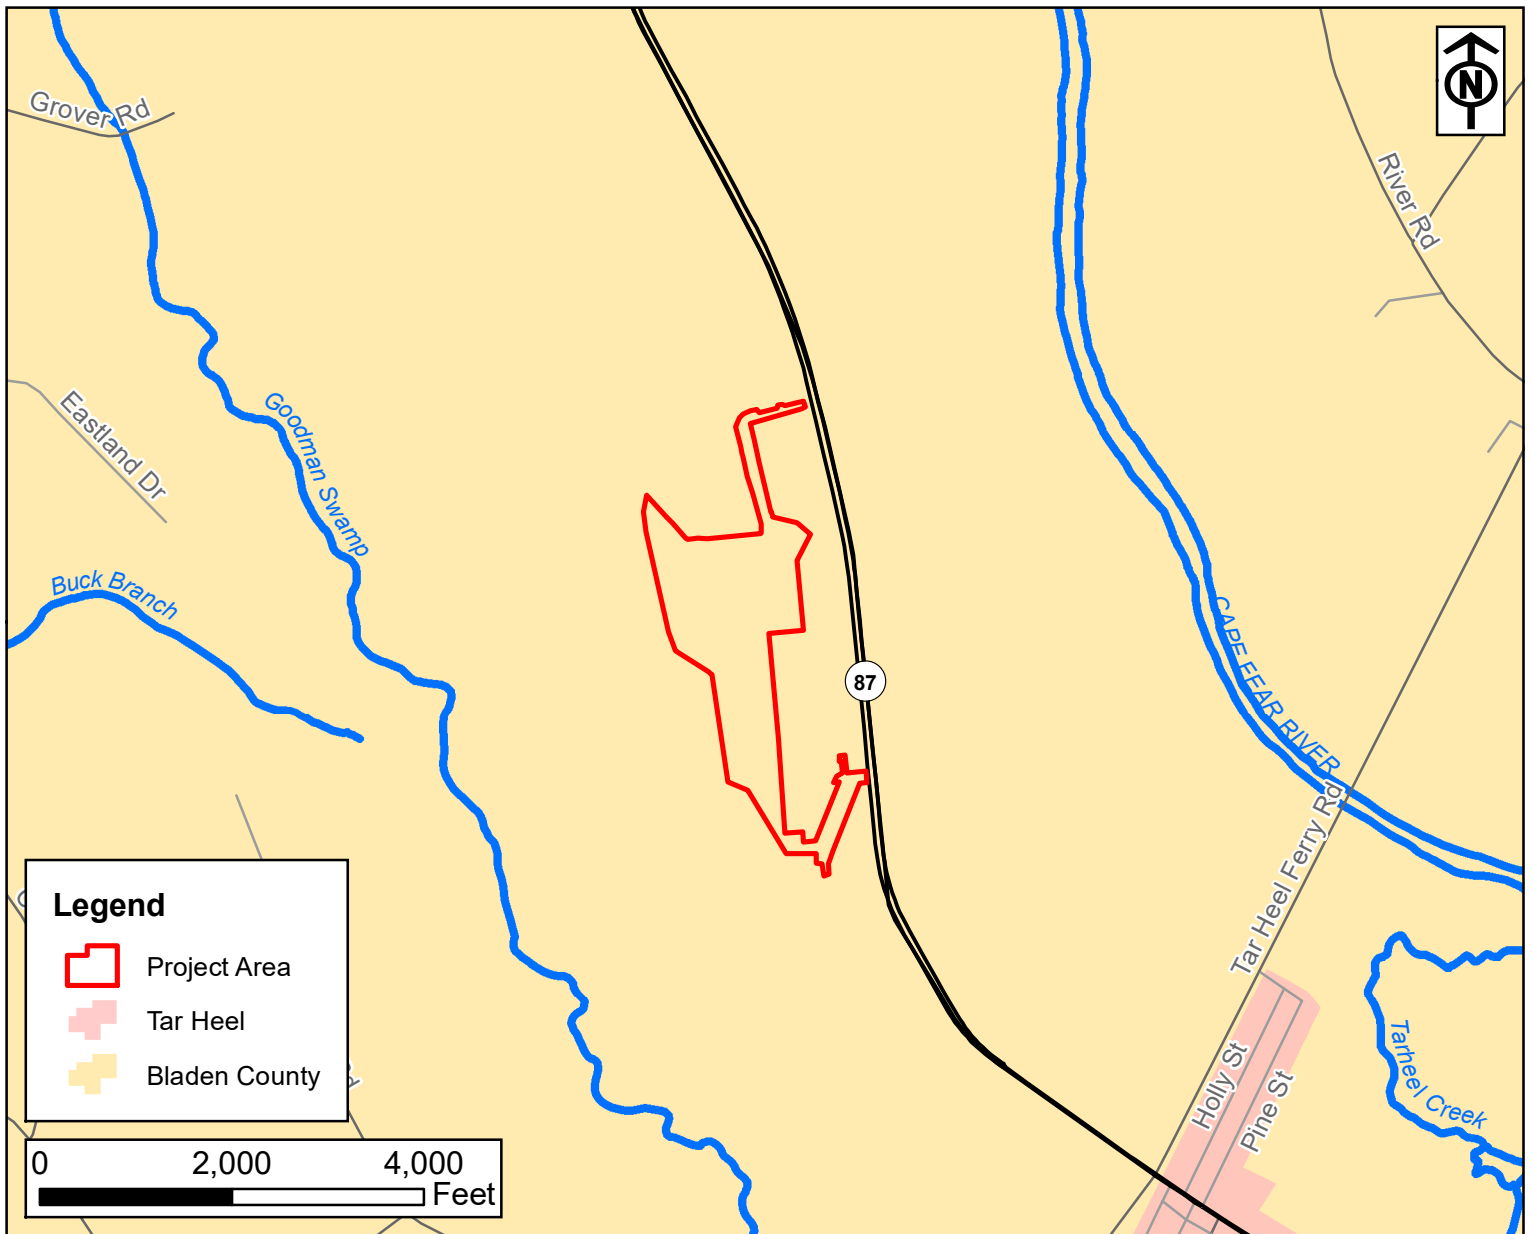 N
Grover Rd
River Rd
Eastland Dr
Goodman Swamp
Buck Branch
CAPE FEAR RIVER
87
Tar Heel Ferry Rd
Legend
Project Area
Tar Heel
Bladen County
Holly St
Pine St
Tarheel Creek
0 2,000 4,000
Feet